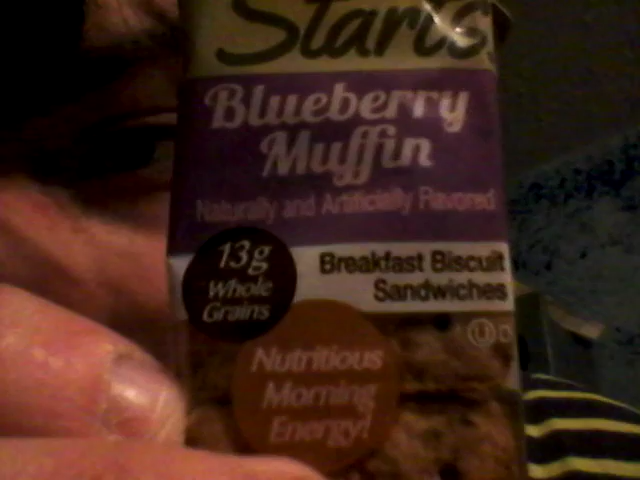 Starts
Blueberry
Muffin
Naturally and Artificially Flavored
13g
Whole
Grains
Breakfast Biscuit
Sandwiches
U D
Nutritious
Morning
Energy!